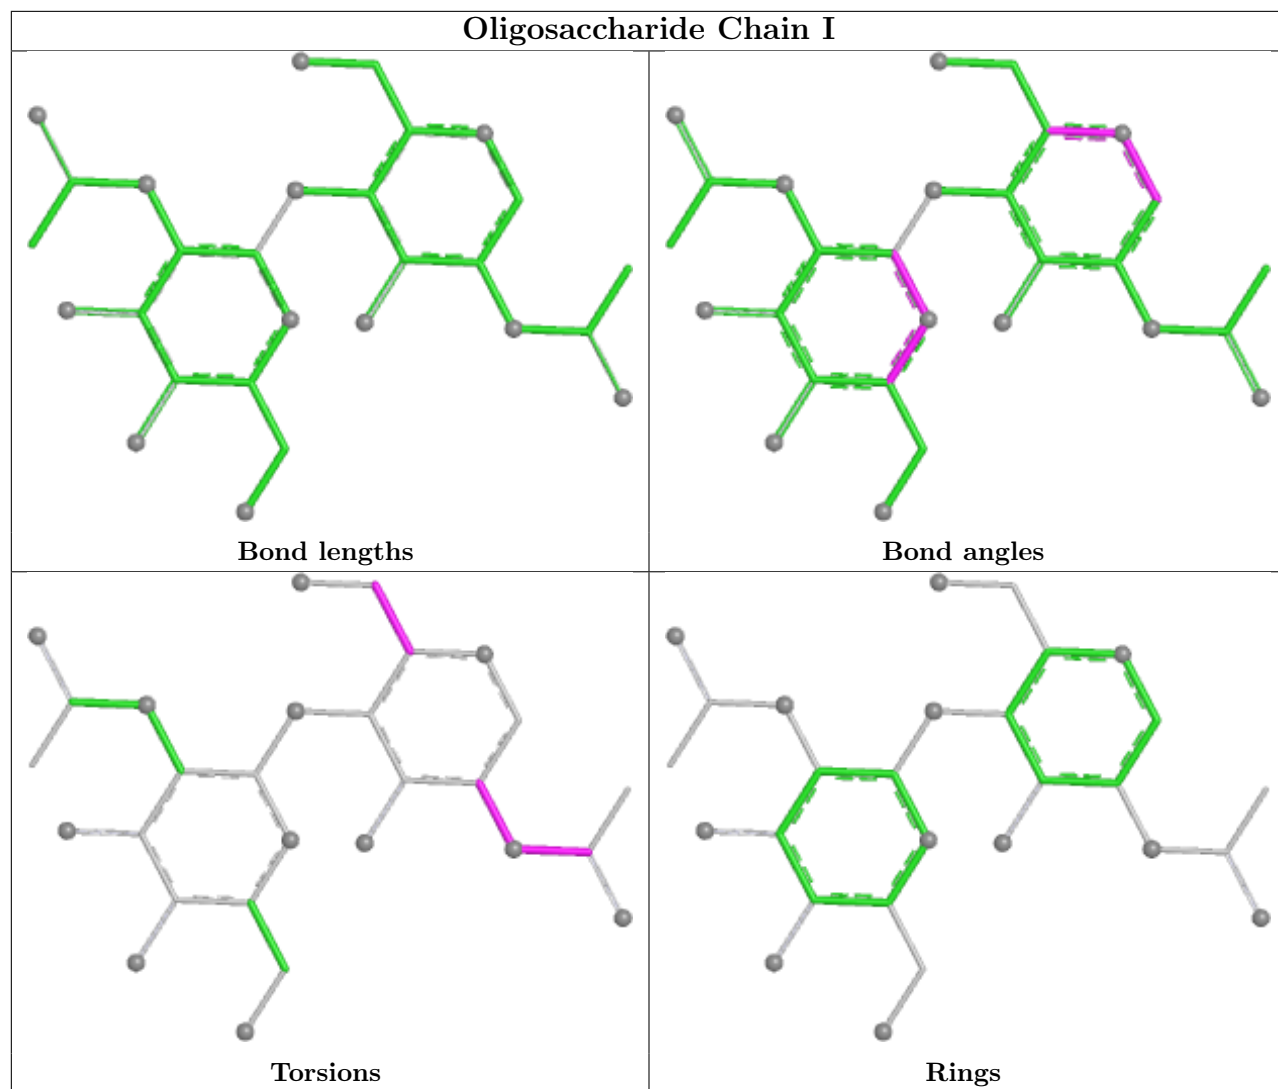 Oligosaccharide Chain I
Bond lengths
Bond angles
Torsions
Rings